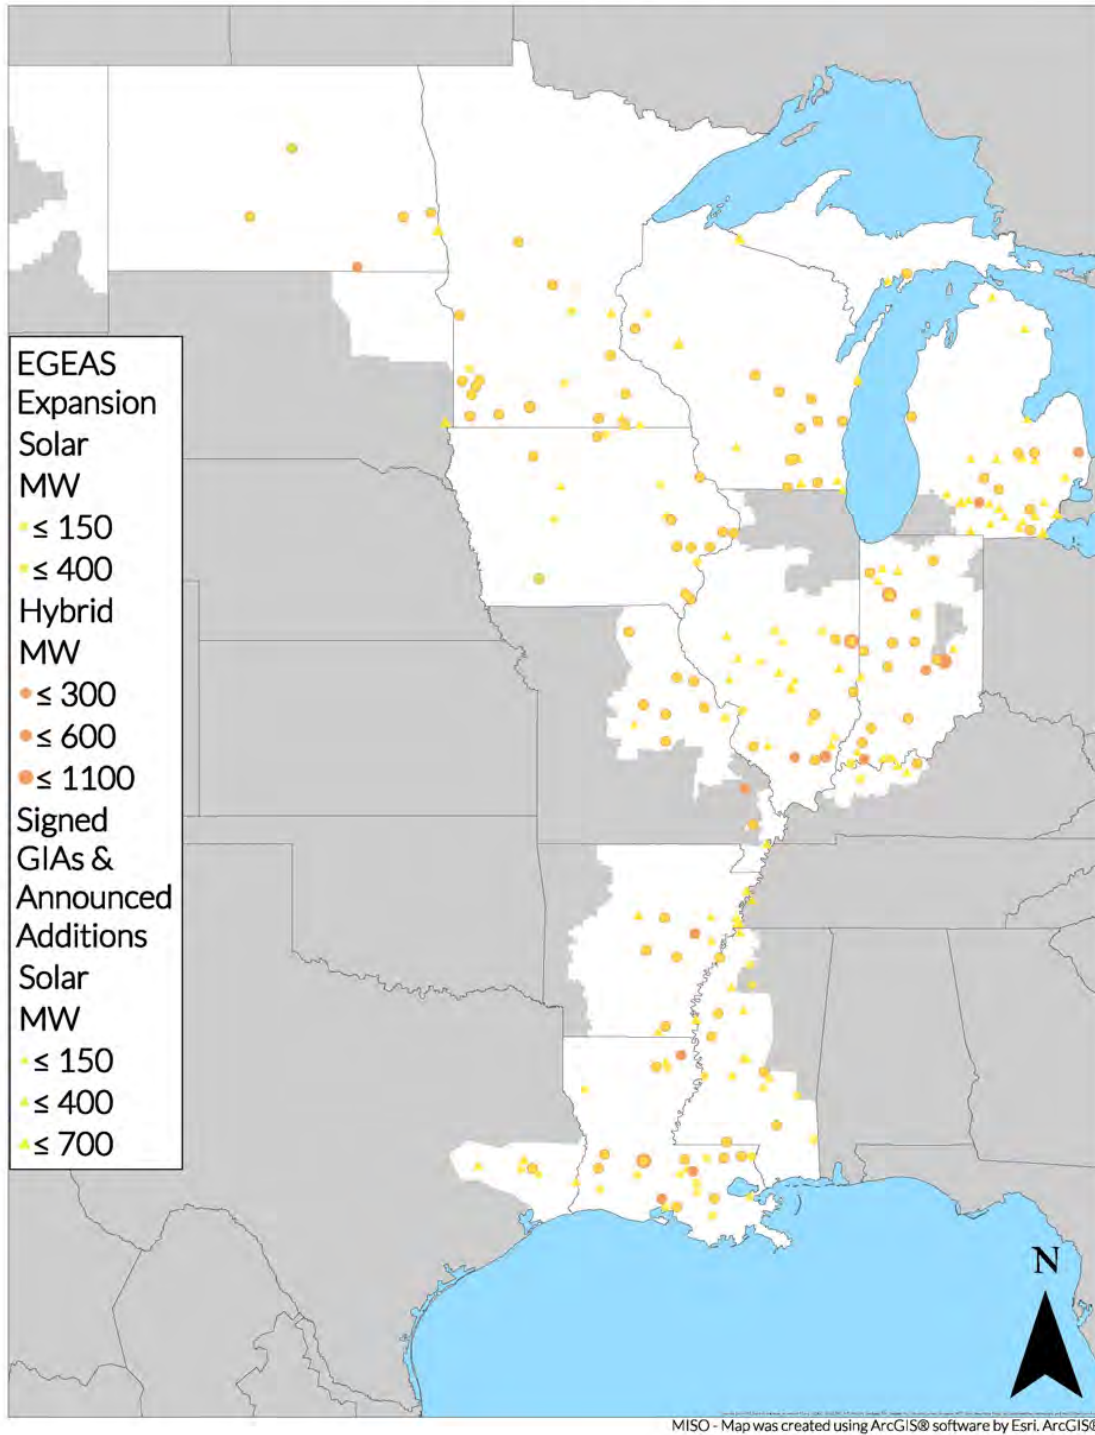 EGEAS
Expansion
Solar
MW
≤ 150
≤ 400
Hybrid
MW
≤ 300
≤ 600
≤ 1100
Signed
GIAs &
Announced
Additions
Solar
MW
≤ 150
≤ 400
≤ 700
N
MISO - Map was created using ArcGIS® software by Esri. ArcGIS®